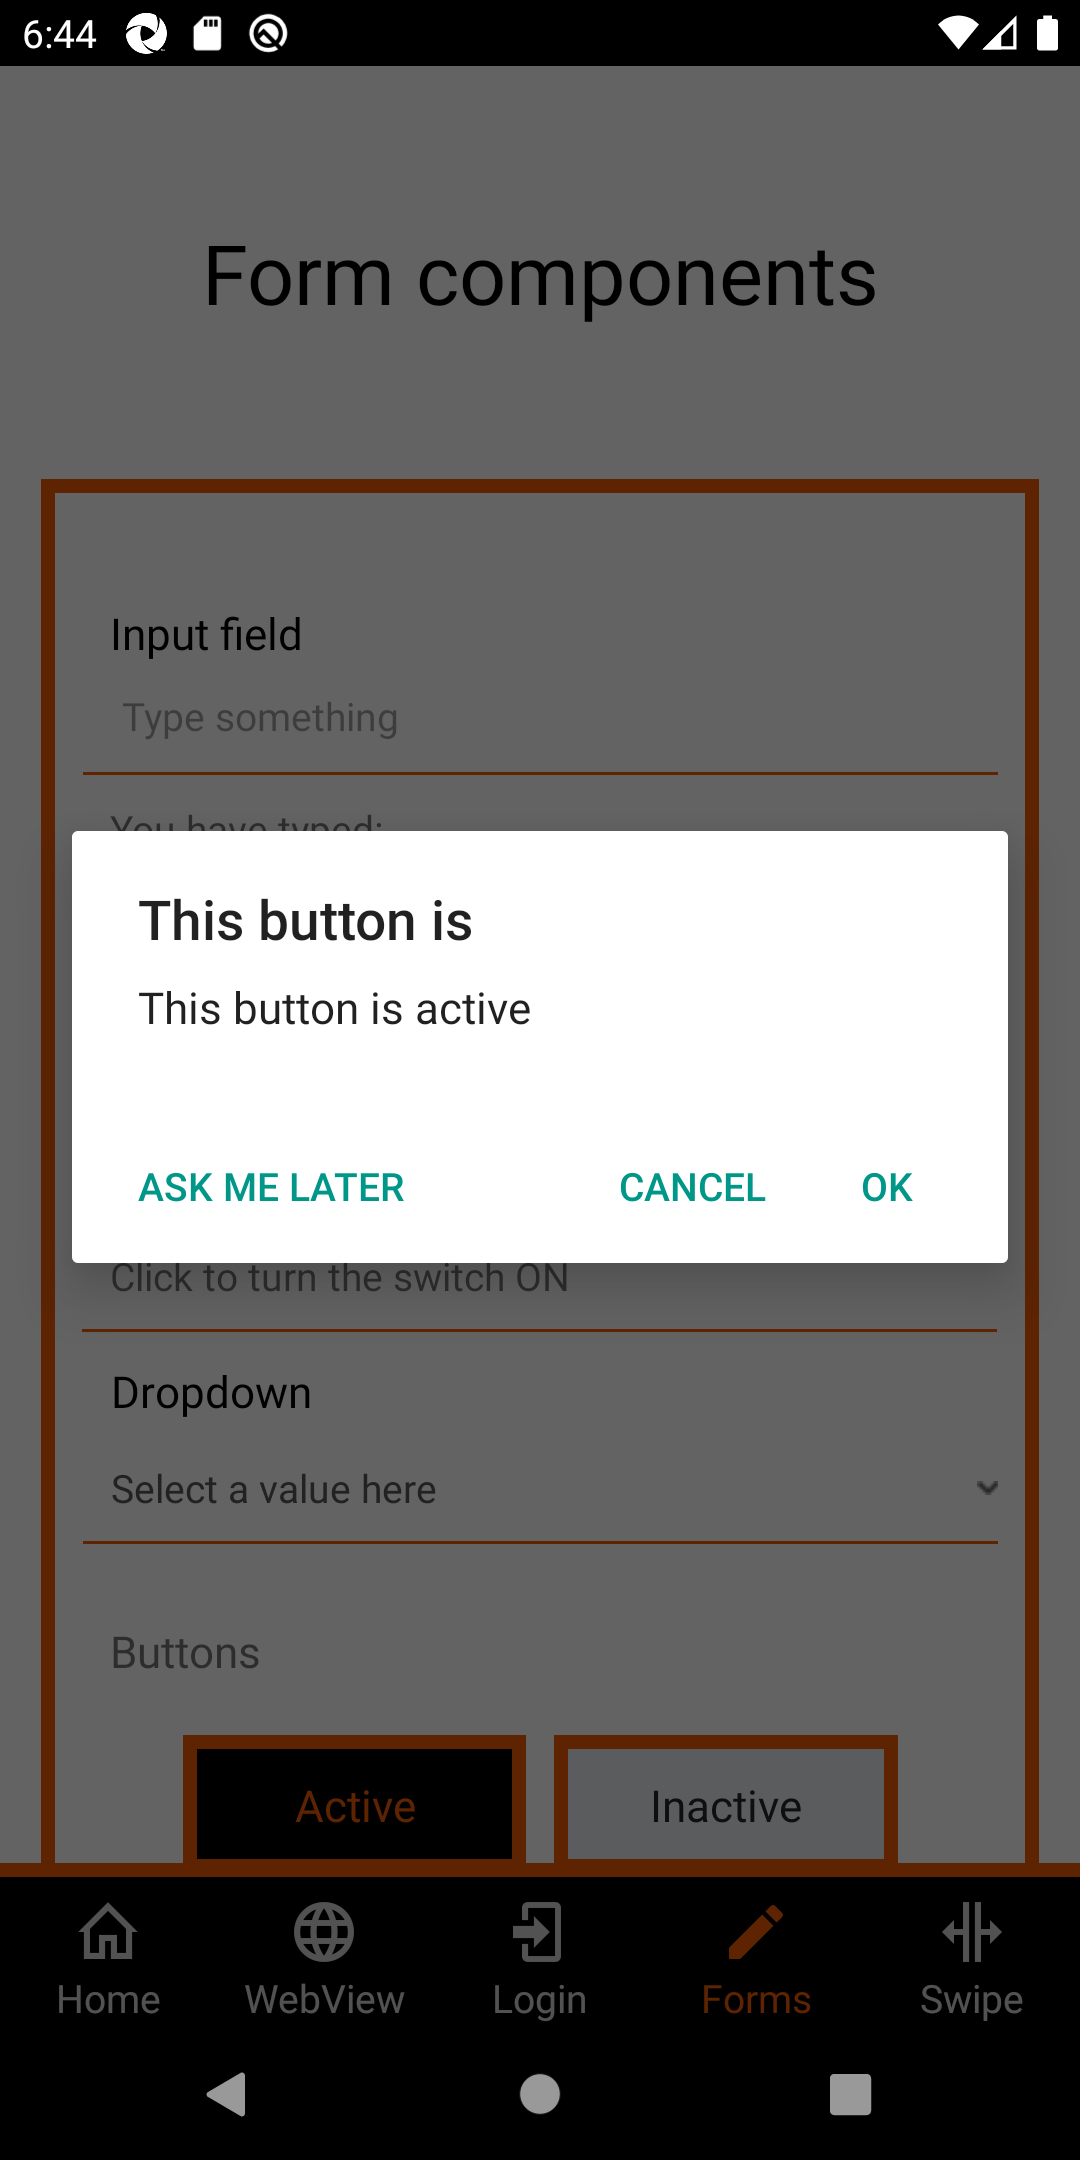 6:44
Form components
Input field
Type something
You have typed:
This button is
This button is active
ASK ME LATER
CANCEL
OK
Click to turn the switch ON
Dropdown
Select a value here
Buttons
Active
Inactive
Home
WebView
Login
Forms
Swipe